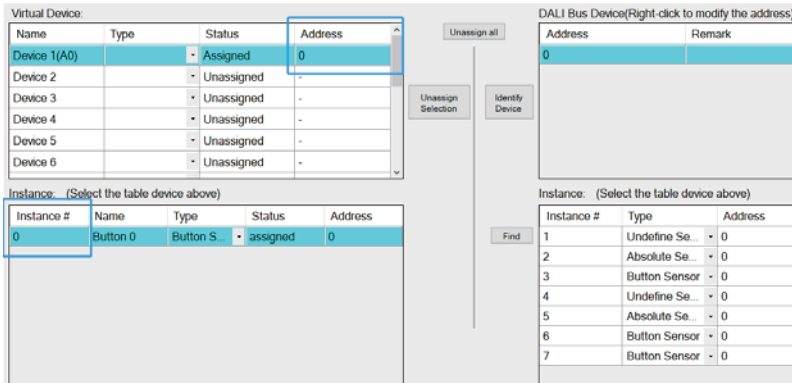 Virtual Device:
Name Type Status Address
Device 1(A0) Assigned 0
Device 2 Unassigned -
Device 3 Unassigned -
Device 4 Unassigned -
Device 5 Unassigned -
Device 6 Unassigned -
Unassign all
Unassign Selection
Identify Device
DALI Bus Device(Right-click to modify the address)
Address Remark
0
Instance: (Select the table device above)
Instance # Name Type Status Address
0 Button 0 Button S... assigned 0
Find
Instance: (Select the table device above)
Instance # Type Address
1 Undefine Se... 0
2 Absolute Se... 0
3 Button Sensor 0
4 Undefine Se... 0
5 Absolute Se... 0
6 Button Sensor 0
7 Button Sensor 0